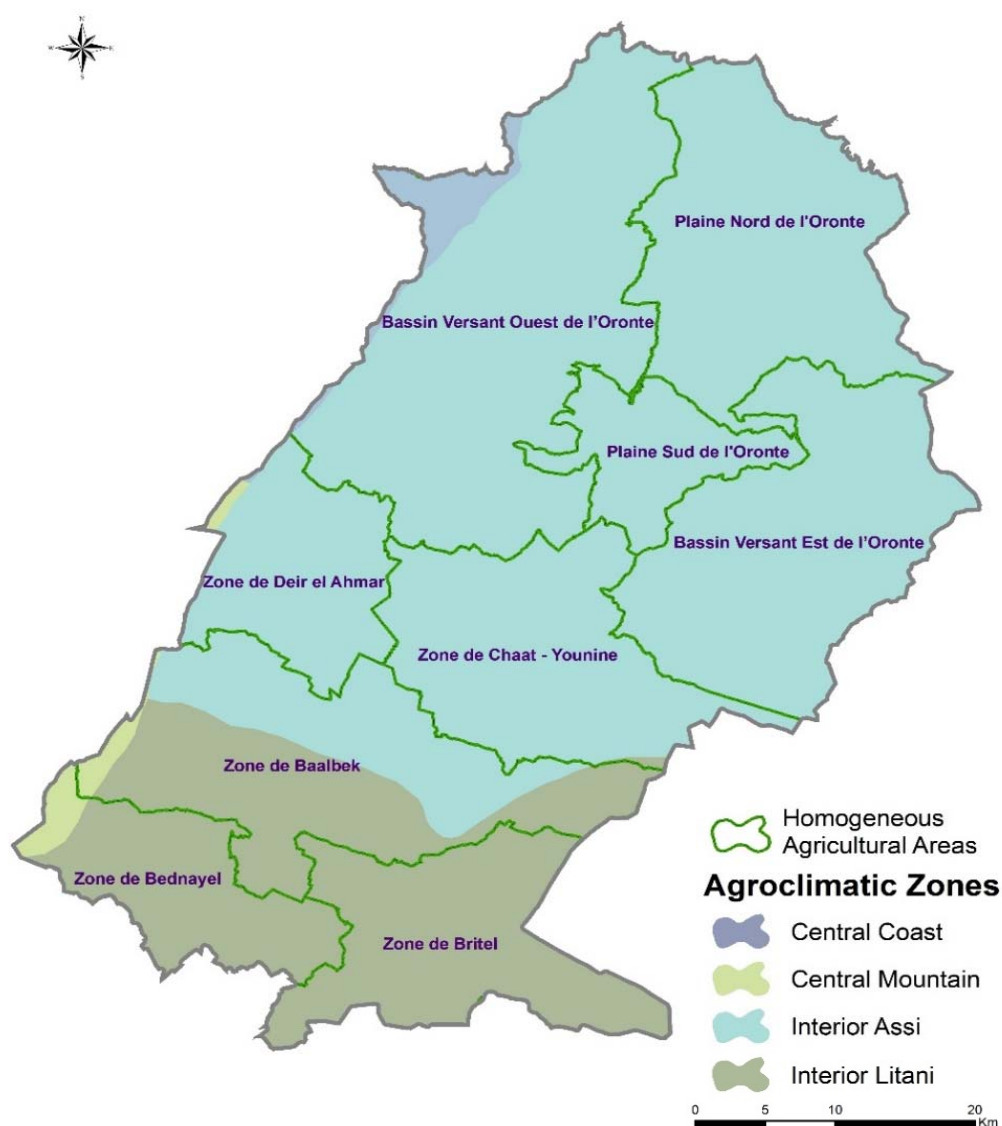 N
W
E
S
Plaine Nord de l'Oronte
Bassin Versant Ouest de l'Oronte
Plaine Sud de l'Oronte
Bassin Versant Est de l'Oronte
Zone de Deir el Ahmar
Zone de Chaat - Younine
Zone de Baalbek
Zone de Bednayel
Zone de Britel
Homogeneous
Agricultural Areas
Agroclimatic Zones
Central Coast
Central Mountain
Interior Assi
Interior Litani
0 5 10 20
Km